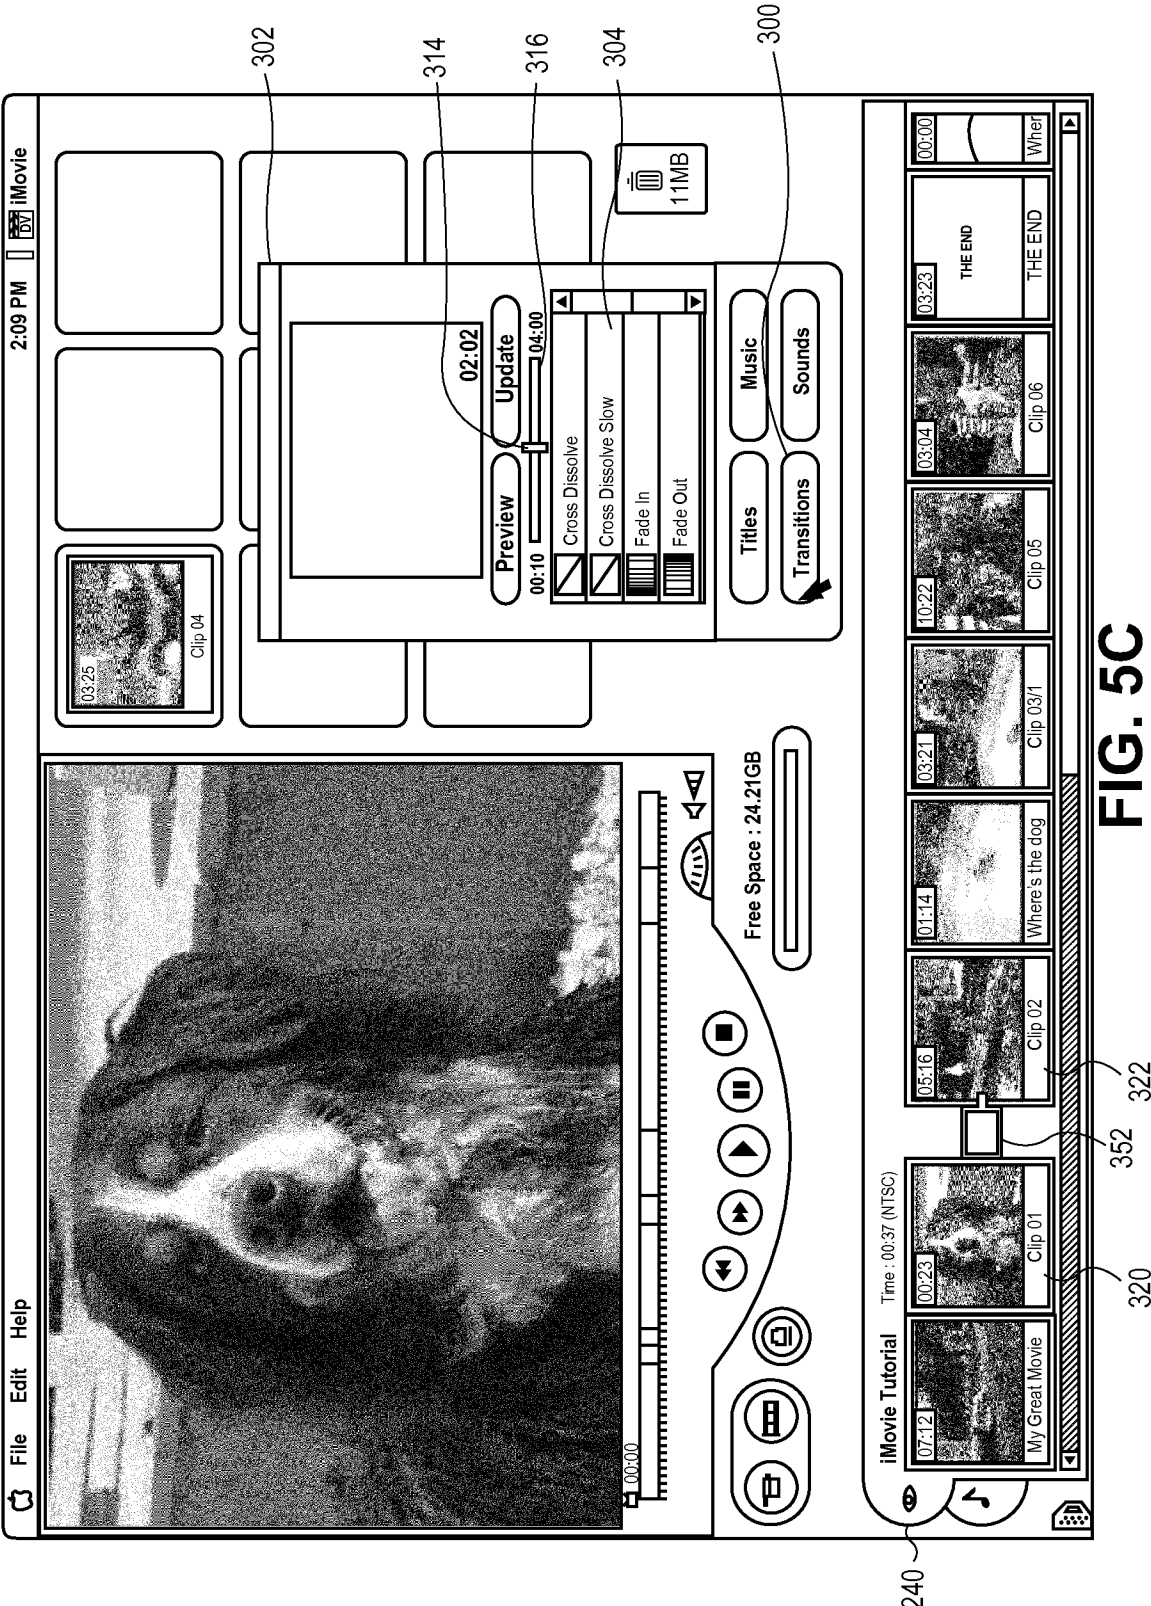 File Edit Help
2:09 PM
DV
iMovie
302
314
316
304
300
03:25
Clip 04
02:02
Preview
Update
00:10
04:00
Cross Dissolve
Cross Dissolve Slow
Fade In
Fade Out
11MB
Titles
Music
Transitions
Sounds
00:00
Free Space : 24.21GB
iMovie Tutorial
Time : 00:37 (NTSC)
07:12
00:23
05:16
01:14
03:21
10:22
03:04
03:23
00:00
THE END
My Great Movie
Clip 01
Clip 02
Where's the dog
Clip 03/1
Clip 05
Clip 06
THE END
Wher
240
320
352
322
FIG. 5C